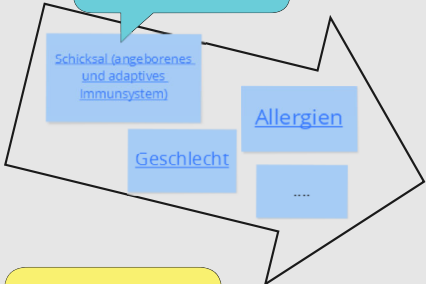 Schicksal (angeborenes
und adaptives
Immunsystem)
Allergien
Geschlecht
....